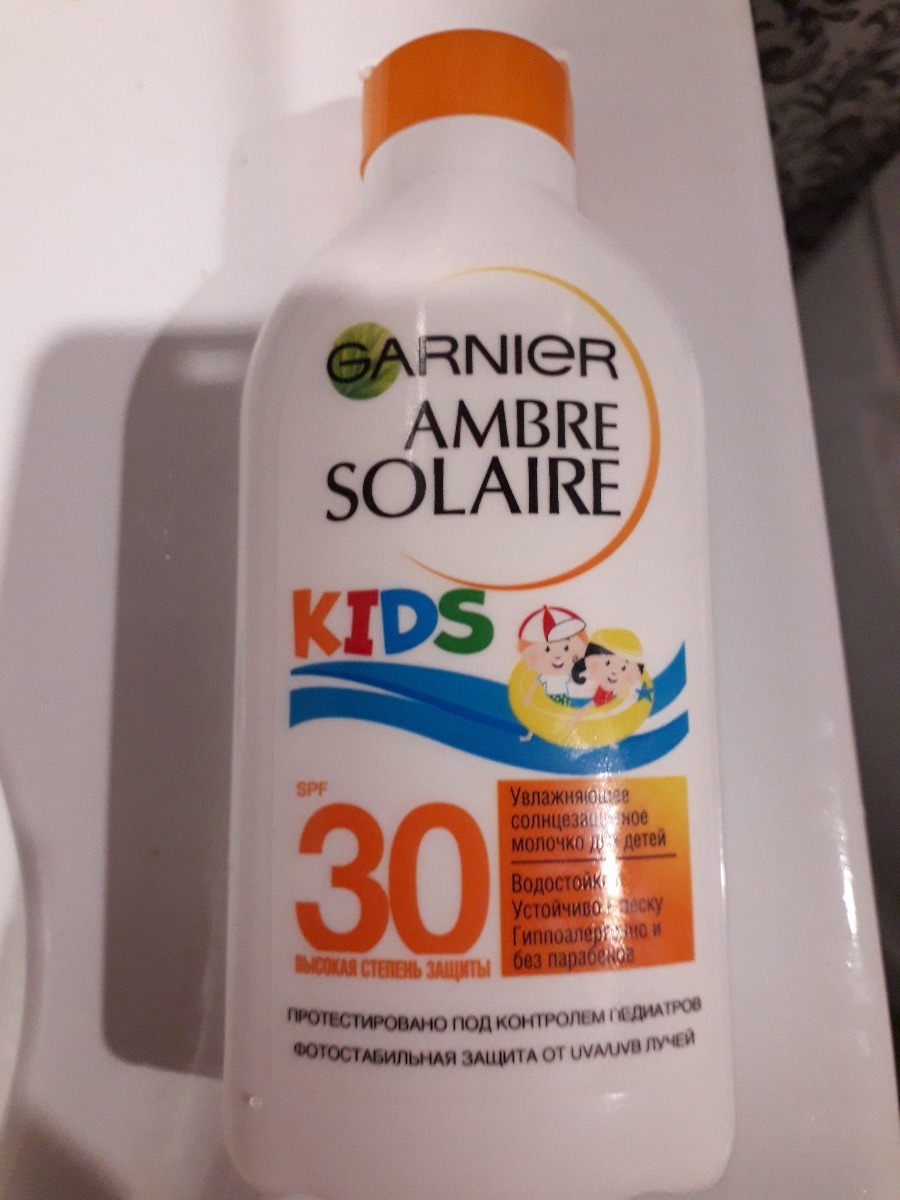 GARNIER
AMBRE
SOLAIRE
KIDS
SPF
30
ВЫСОКАЯ СТЕПЕНЬ ЗАЩИТЫ
Увлажняющее
солнцезащитное
молочко для детей
Водостойко
Устойчиво к песку
Гиппоалергенно и
без парабенов
ПРОТЕСТИРОВАНО ПОД КОНТРОЛЕМ ПЕДИАТРОВ
ФОТОСТАБИЛЬНАЯ ЗАЩИТА ОТ UVA/UVB ЛУЧЕЙ